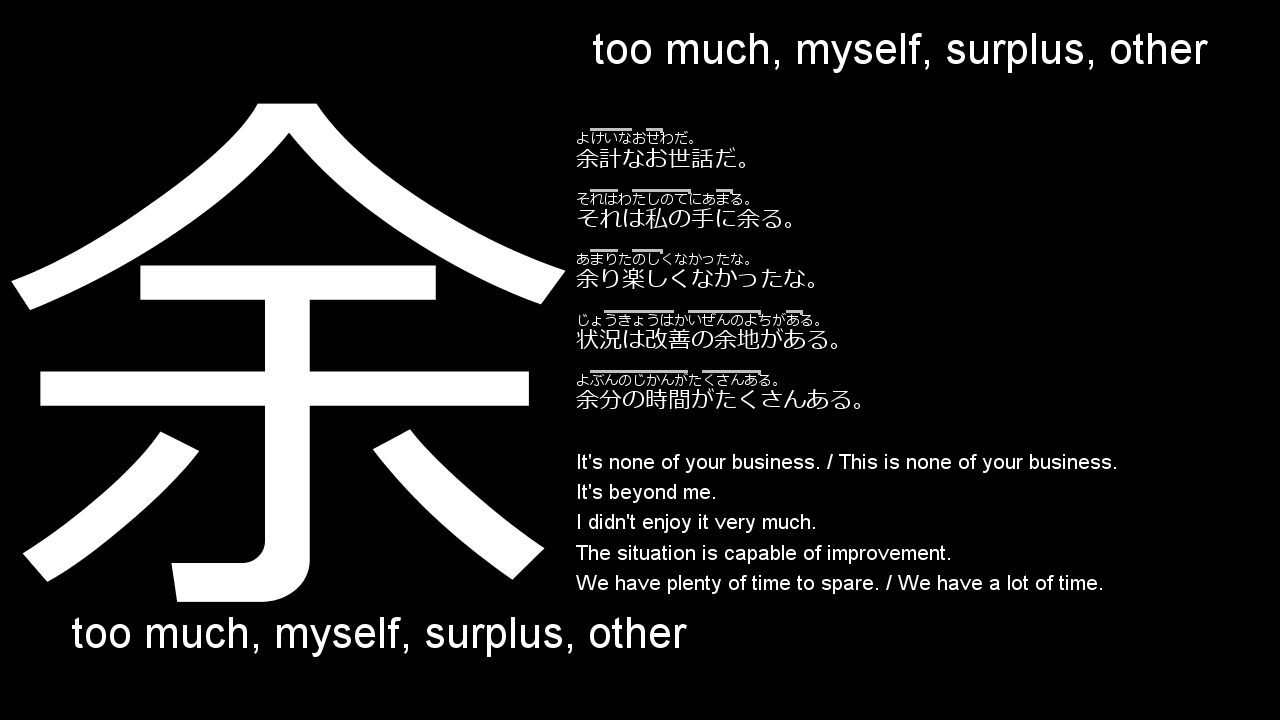 too much, myself, surplus, other
余
よけいなおせわだ。
余計なお世話だ。
それはわたしのてにあまる。
それは私の手に余る。
あまりたのしくなかったな。
余り楽しくなかったな。
じょうきょうはかいぜんのよちがある。
状況は改善の余地がある。
よぶんのじかんがたくさんある。
余分の時間がたくさんある。
It's none of your business. / This is none of your business.
It's beyond me.
I didn't enjoy it very much.
The situation is capable of improvement.
We have plenty of time to spare. / We have a lot of time.
too much, myself, surplus, other